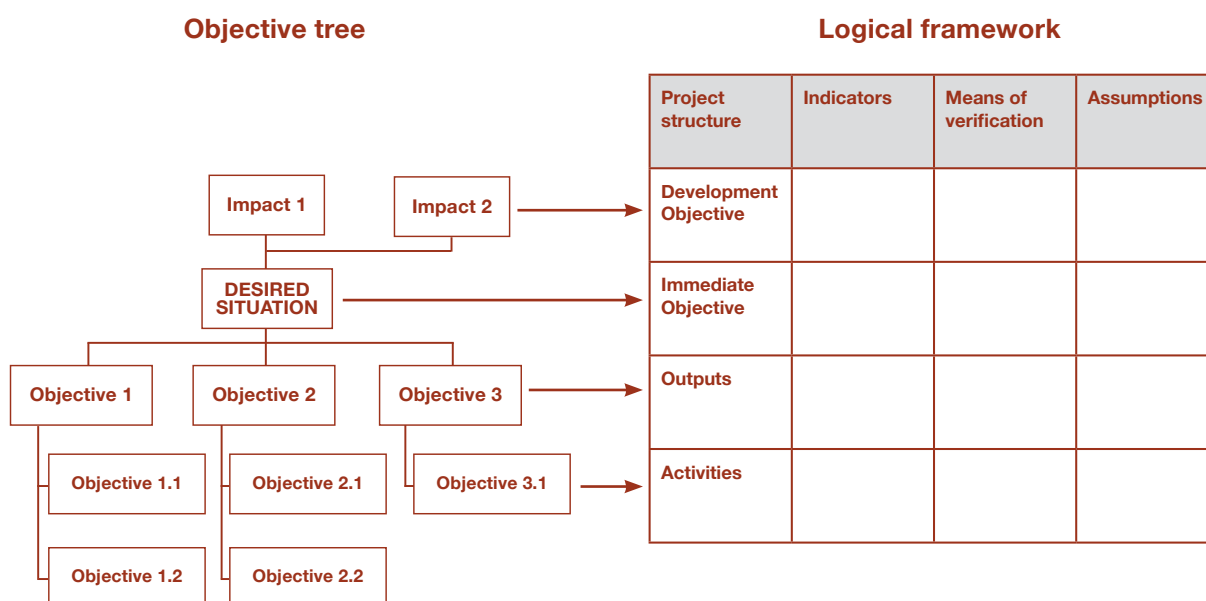 Objective tree
Logical framework
Project
structure
Indicators
Means of
verification
Assumptions
Impact 1
Impact 2
Development
Objective
DESIRED
SITUATION
Immediate
Objective
Objective 1
Objective 2
Objective 3
Outputs
Objective 1.1
Objective 2.1
Objective 3.1
Activities
Objective 1.2
Objective 2.2